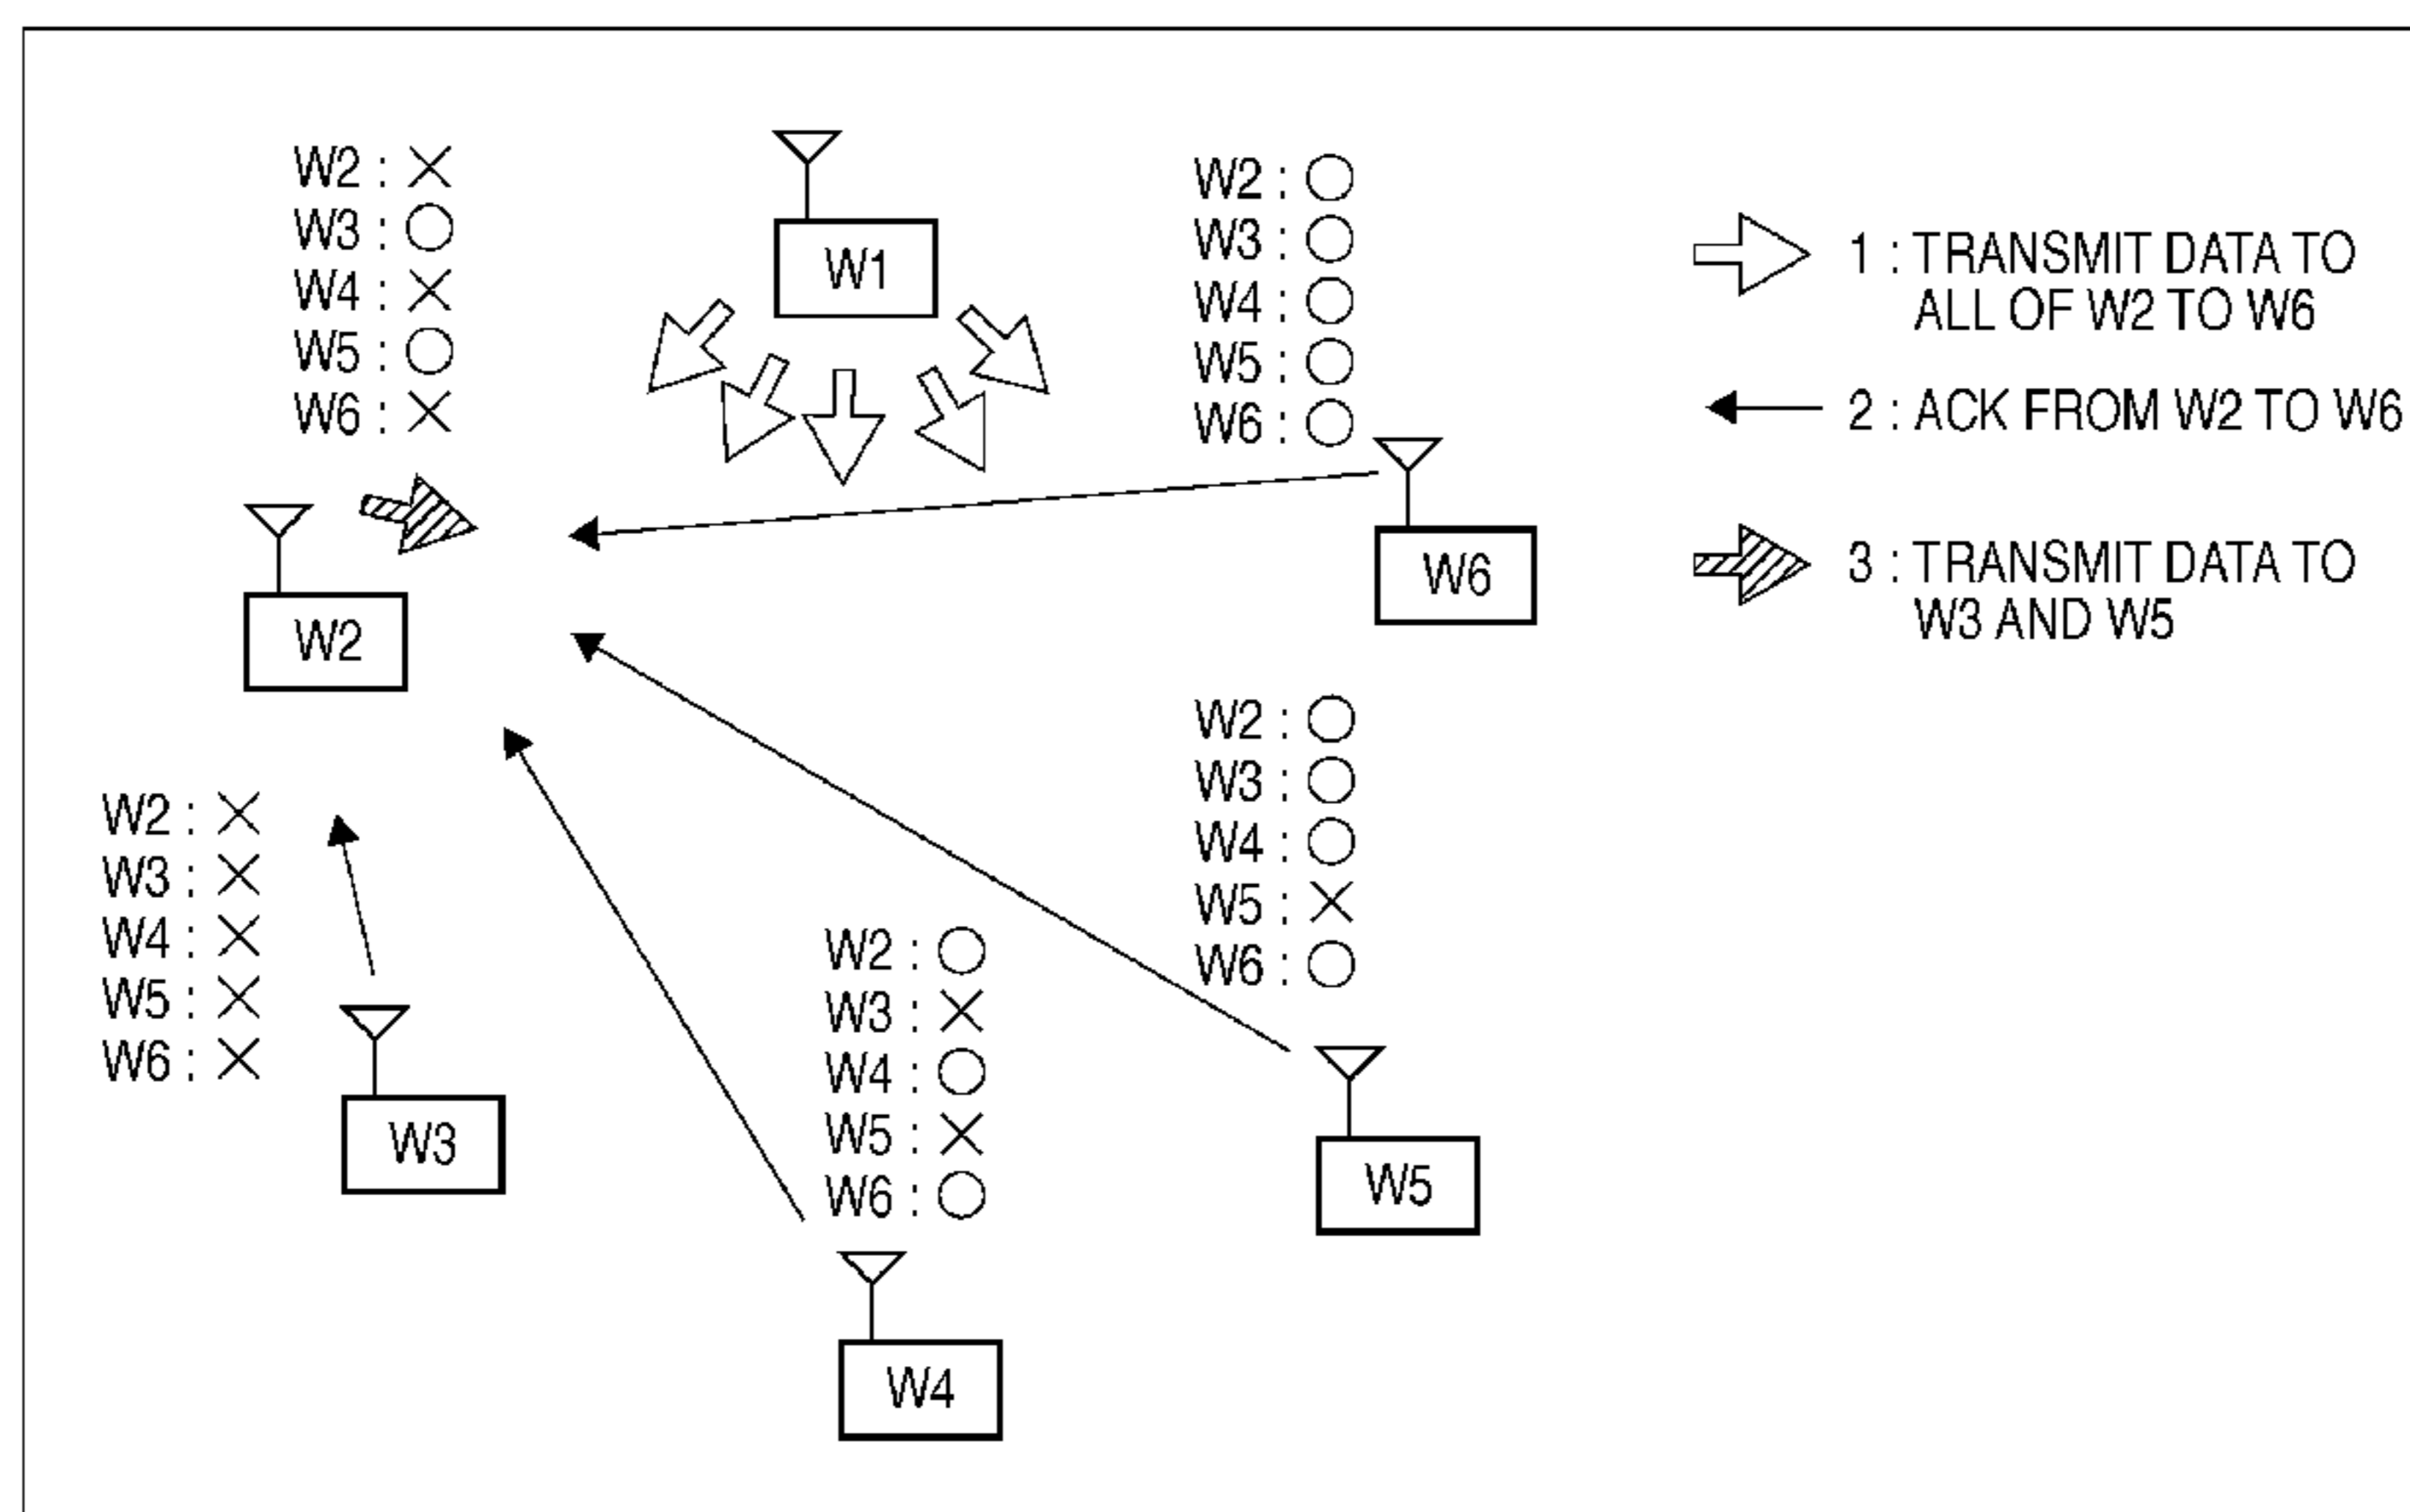 W2 : ×
W3 : ○
W4 : ×
W5 : ○
W6 : ×
W1
W2 : ○
W3 : ○
W4 : ○
W5 : ○
W6 : ○
1 : TRANSMIT DATA TO
ALL OF W2 TO W6
2 : ACK FROM W2 TO W6
3 : TRANSMIT DATA TO
W3 AND W5
W2
W6
W2 : ×
W3 : ×
W4 : ×
W5 : ×
W6 : ×
W3
W2 : ○
W3 : ×
W4 : ○
W5 : ×
W6 : ○
W4
W2 : ○
W3 : ○
W4 : ○
W5 : ×
W6 : ○
W5